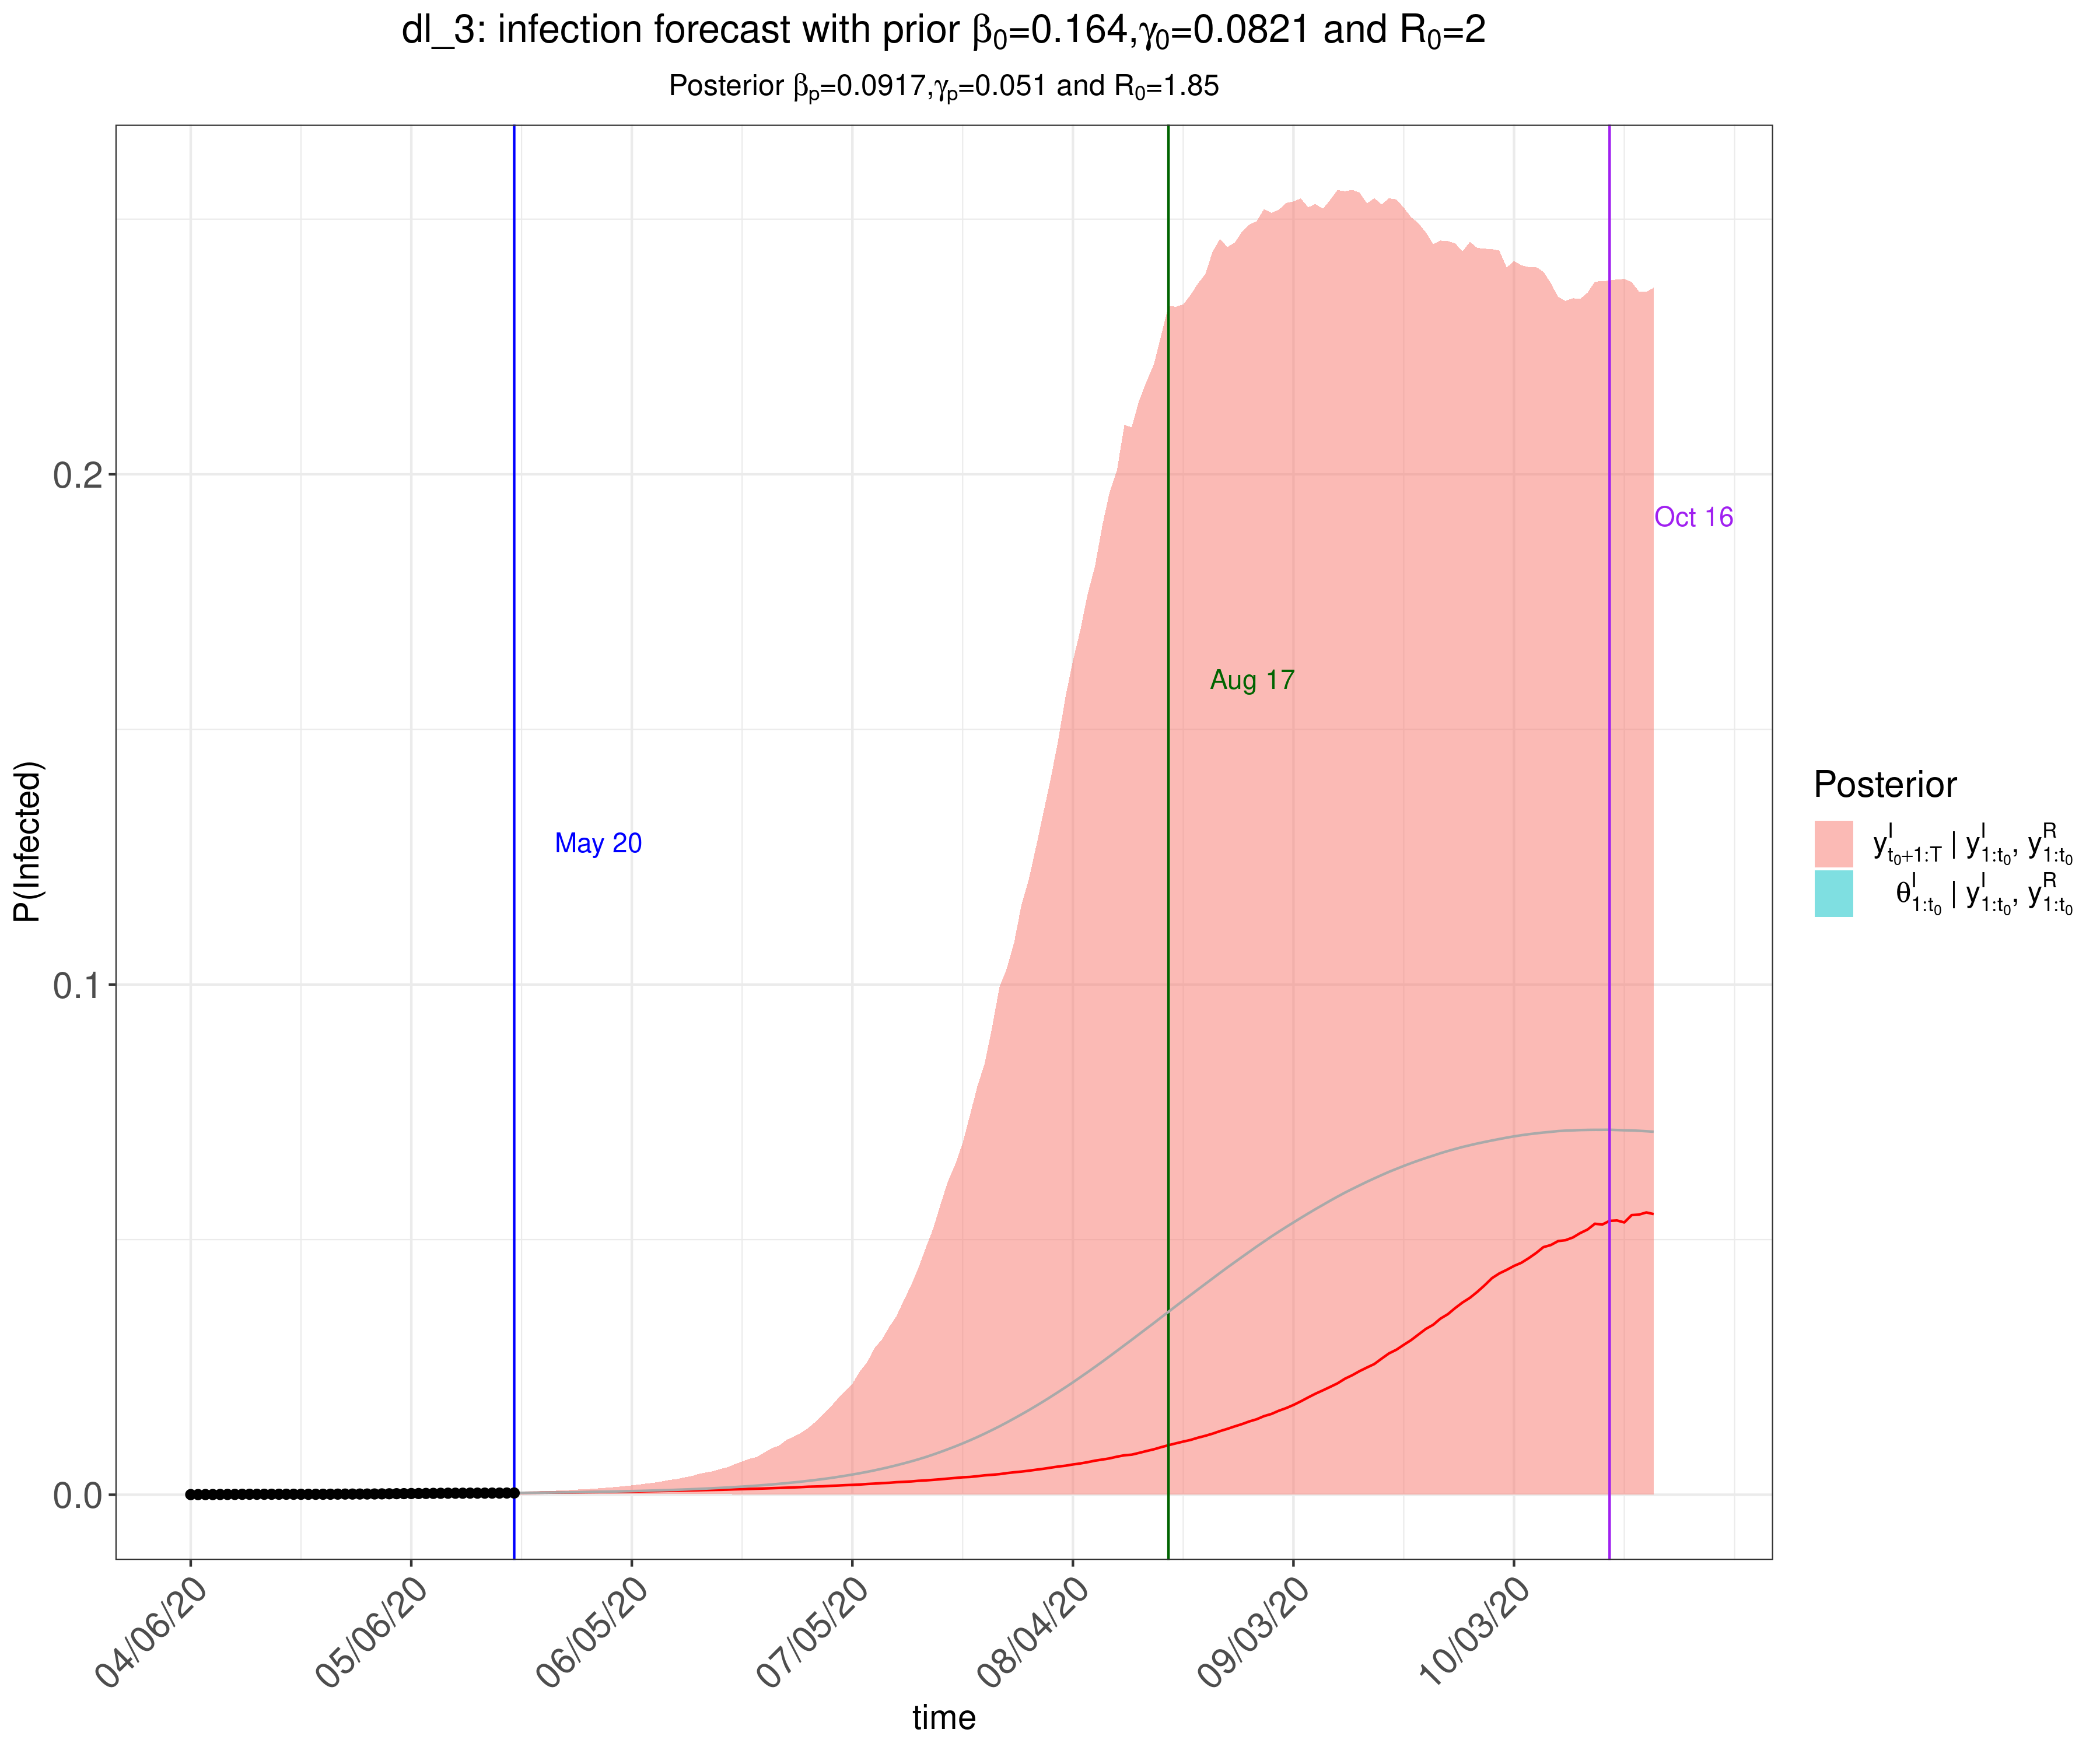 dl_3: infection forecast with prior β₀=0.164,γ₀=0.0821 and R₀=2
Posterior βₚ=0.0917,γₚ=0.051 and R₀=1.85
P(Infected)
0.2
0.1
0.0
May 20
Aug 17
Oct 16
04/06/20
05/06/20
06/05/20
07/05/20
08/04/20
09/03/20
10/03/20
time
Posterior
y^I_{t₀+1:T} | y^I_{1:t₀}, y^R_{1:t₀}
θ^I_{1:t₀} | y^I_{1:t₀}, y^R_{1:t₀}